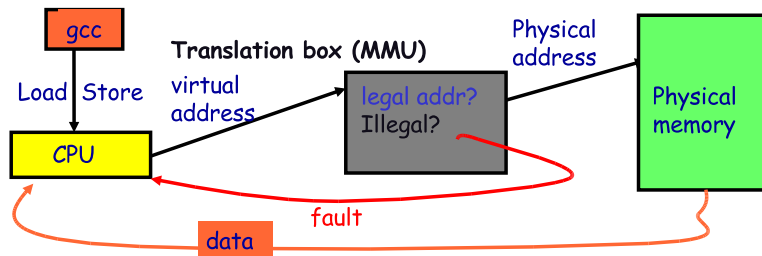 gcc
Translation box (MMU)
Physical
address
Load Store
virtual
address
legal addr?
Illegal?
Physical
memory
CPU
fault
data